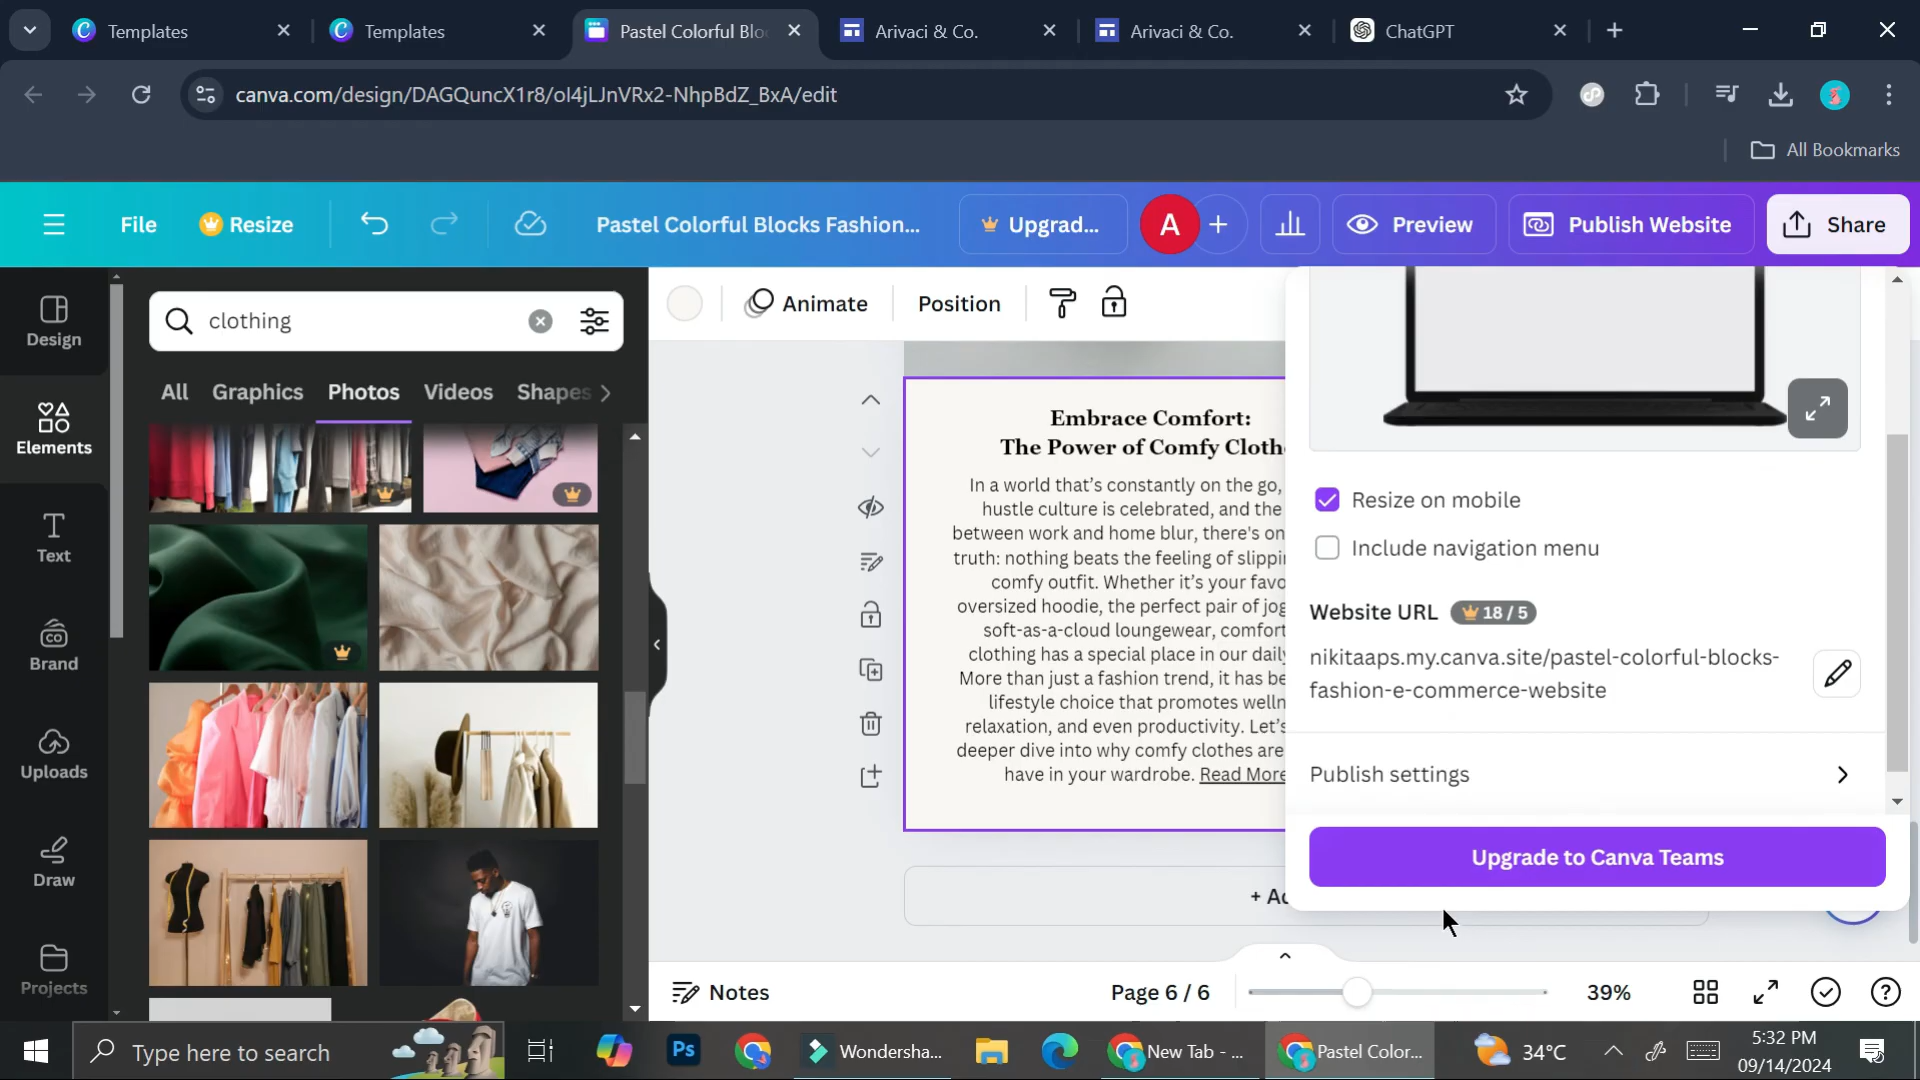 Templates
Templates
Pastel Colorful Blo
Arivaci & Co.
Arivaci & Co.
ChatGPT
canva.com/design/DAGQuncX1r8/oI4jLJnVRx2-NhpBdZ_BxA/edit
All Bookmarks
File
Resize
Pastel Colorful Blocks Fashion...
Upgrad...
A
Preview
Publish Website
Share
Design
Elements
Text
Brand
Uploads
Draw
Projects
clothing
All
Graphics
Photos
Videos
Shapes
Animate
Position
Embrace Comfort:
The Power of Comfy Cloth
In a world that's constantly on the go,
hustle culture is celebrated, and the
between work and home blur, there's on
truth: nothing beats the feeling of slippi
comfy outfit. Whether it's your favo
oversized hoodie, the perfect pair of jog
soft-as-a-cloud loungewear, comfort
clothing has a special place in our daily
More than just a fashion trend, it has be
lifestyle choice that promotes welln
relaxation, and even productivity. Let's
deeper dive into why comfy clothes are
have in your wardrobe. Read More
+ Ad
Resize on mobile
Include navigation menu
Website URL
18 / 5
nikitaaps.my.canva.site/pastel-colorful-blocks-
fashion-e-commerce-website
Publish settings
Upgrade to Canva Teams
Notes
Page 6 / 6
39%
Type here to search
Ps
Wondersha...
New Tab - ...
Pastel Color...
34°C
5:32 PM
09/14/2024